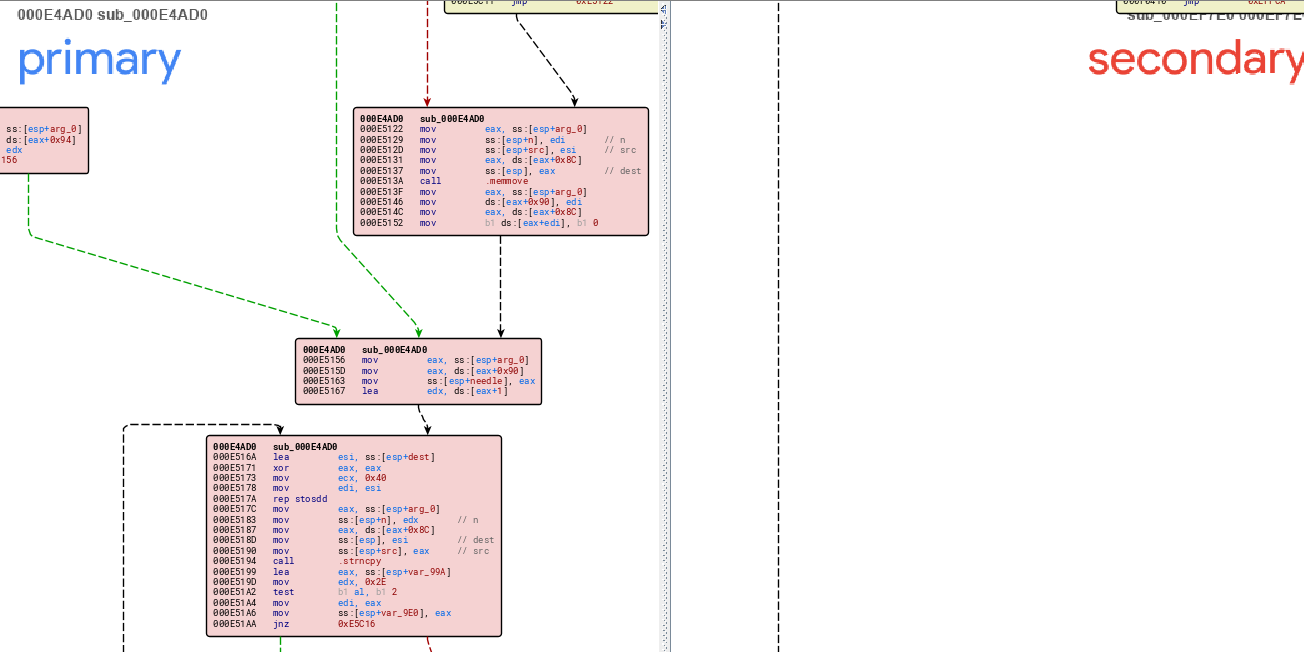 000E4AD0 sub_000E4AD0
primary
secondary
ss:[esp+arg_0]
ds:[eax+0x94]
edx
156
000E4AD0 sub_000E4AD0
000E5122 mov eax, ss:[esp+arg_0]
000E5129 mov ss:[esp+n], edi // n
000E512D mov ss:[esp+src], esi // src
000E5131 mov eax, ds:[eax+0x8C]
000E5137 mov ss:[esp], eax // dest
000E513A call .memmove
000E513F mov eax, ss:[esp+arg_0]
000E5146 mov ds:[eax+0x90], edi
000E514C mov eax, ds:[eax+0x8C]
000E5152 mov b1 ds:[eax+edi], b1 0
000E4AD0 sub_000E4AD0
000E5156 mov eax, ss:[esp+arg_0]
000E515D mov eax, ds:[eax+0x90]
000E5163 mov ss:[esp+needle], eax
000E5167 lea edx, ds:[eax+1]
000E4AD0 sub_000E4AD0
000E516A lea esi, ss:[esp+dest]
000E5171 xor eax, eax
000E5173 mov ecx, 0x40
000E5178 mov edi, esi
000E517A rep stosdd
000E517C mov eax, ss:[esp+arg_0]
000E5183 mov ss:[esp+n], edx // n
000E5187 mov eax, ds:[eax+0x8C]
000E518D mov ss:[esp], esi // dest
000E5190 mov ss:[esp+src], eax // src
000E5194 call .strncpy
000E5199 lea eax, ss:[esp+var_99A]
000E519D mov edx, 0x2E
000E51A2 test b1 al, b1 2
000E51A4 mov edi, eax
000E51A6 mov ss:[esp+var_9E0], eax
000E51AA jnz 0xE5C16